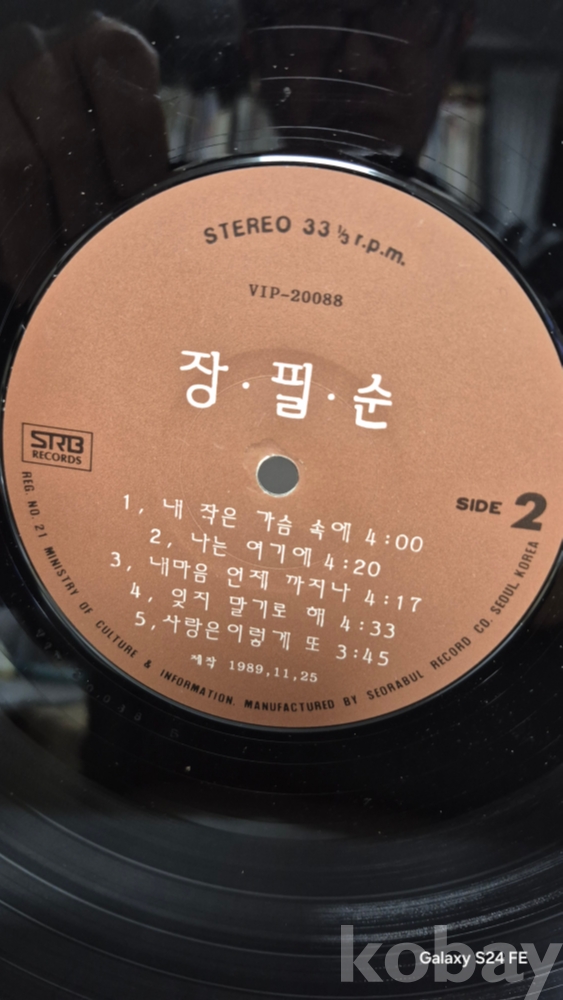 STEREO 33 ⅓ r.p.m.
VIP-20088
장·필·순
SRB
RECORDS
SIDE 2
1, 내 작은 가슴 속에 4:00
2, 나는 여기에 4:20
3, 내마음 언제 까지나 4:17
4, 잊지 말기로 해 4:33
5,사랑은이렇게 또 3:45
제작 1989,11,25
REG. NO. 21 MINISTRY OF CULTURE & INFORMATION. MANUFACTURED BY SEORABUL RECORD CO. SEOUL KOREA
kobay
Galaxy S24 FE